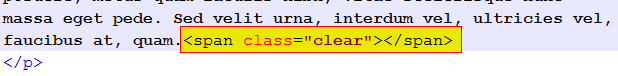 massa eget pede. Sed velit urna, interdum vel, ultricies vel,
faucibus at, quam.<span class="clear"></span>
</p>